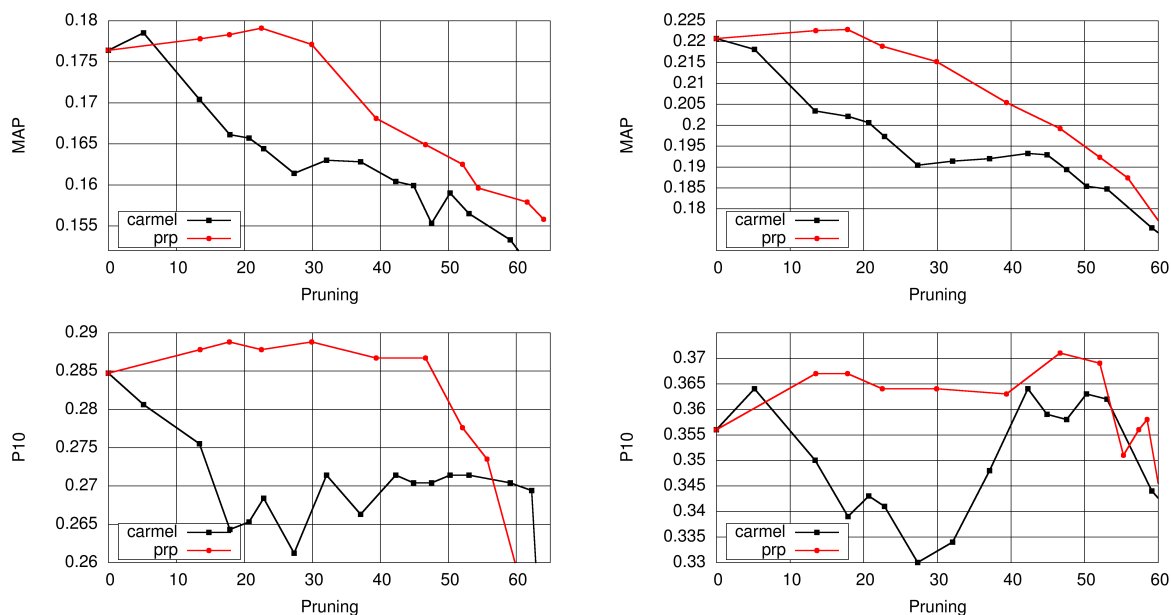 0.18
0.175
0.17
0.165
0.16
0.155
MAP
carmel
prp
0 10 20 30 40 50 60
Pruning
0.225
0.22
0.215
0.21
0.205
0.2
0.195
0.19
0.185
0.18
MAP
carmel
prp
0 10 20 30 40 50 60
Pruning
0.29
0.285
0.28
0.275
0.27
0.265
0.26
P10
carmel
prp
0 10 20 30 40 50 60
Pruning
0.37
0.365
0.36
0.355
0.35
0.345
0.34
0.335
0.33
P10
carmel
prp
0 10 20 30 40 50 60
Pruning